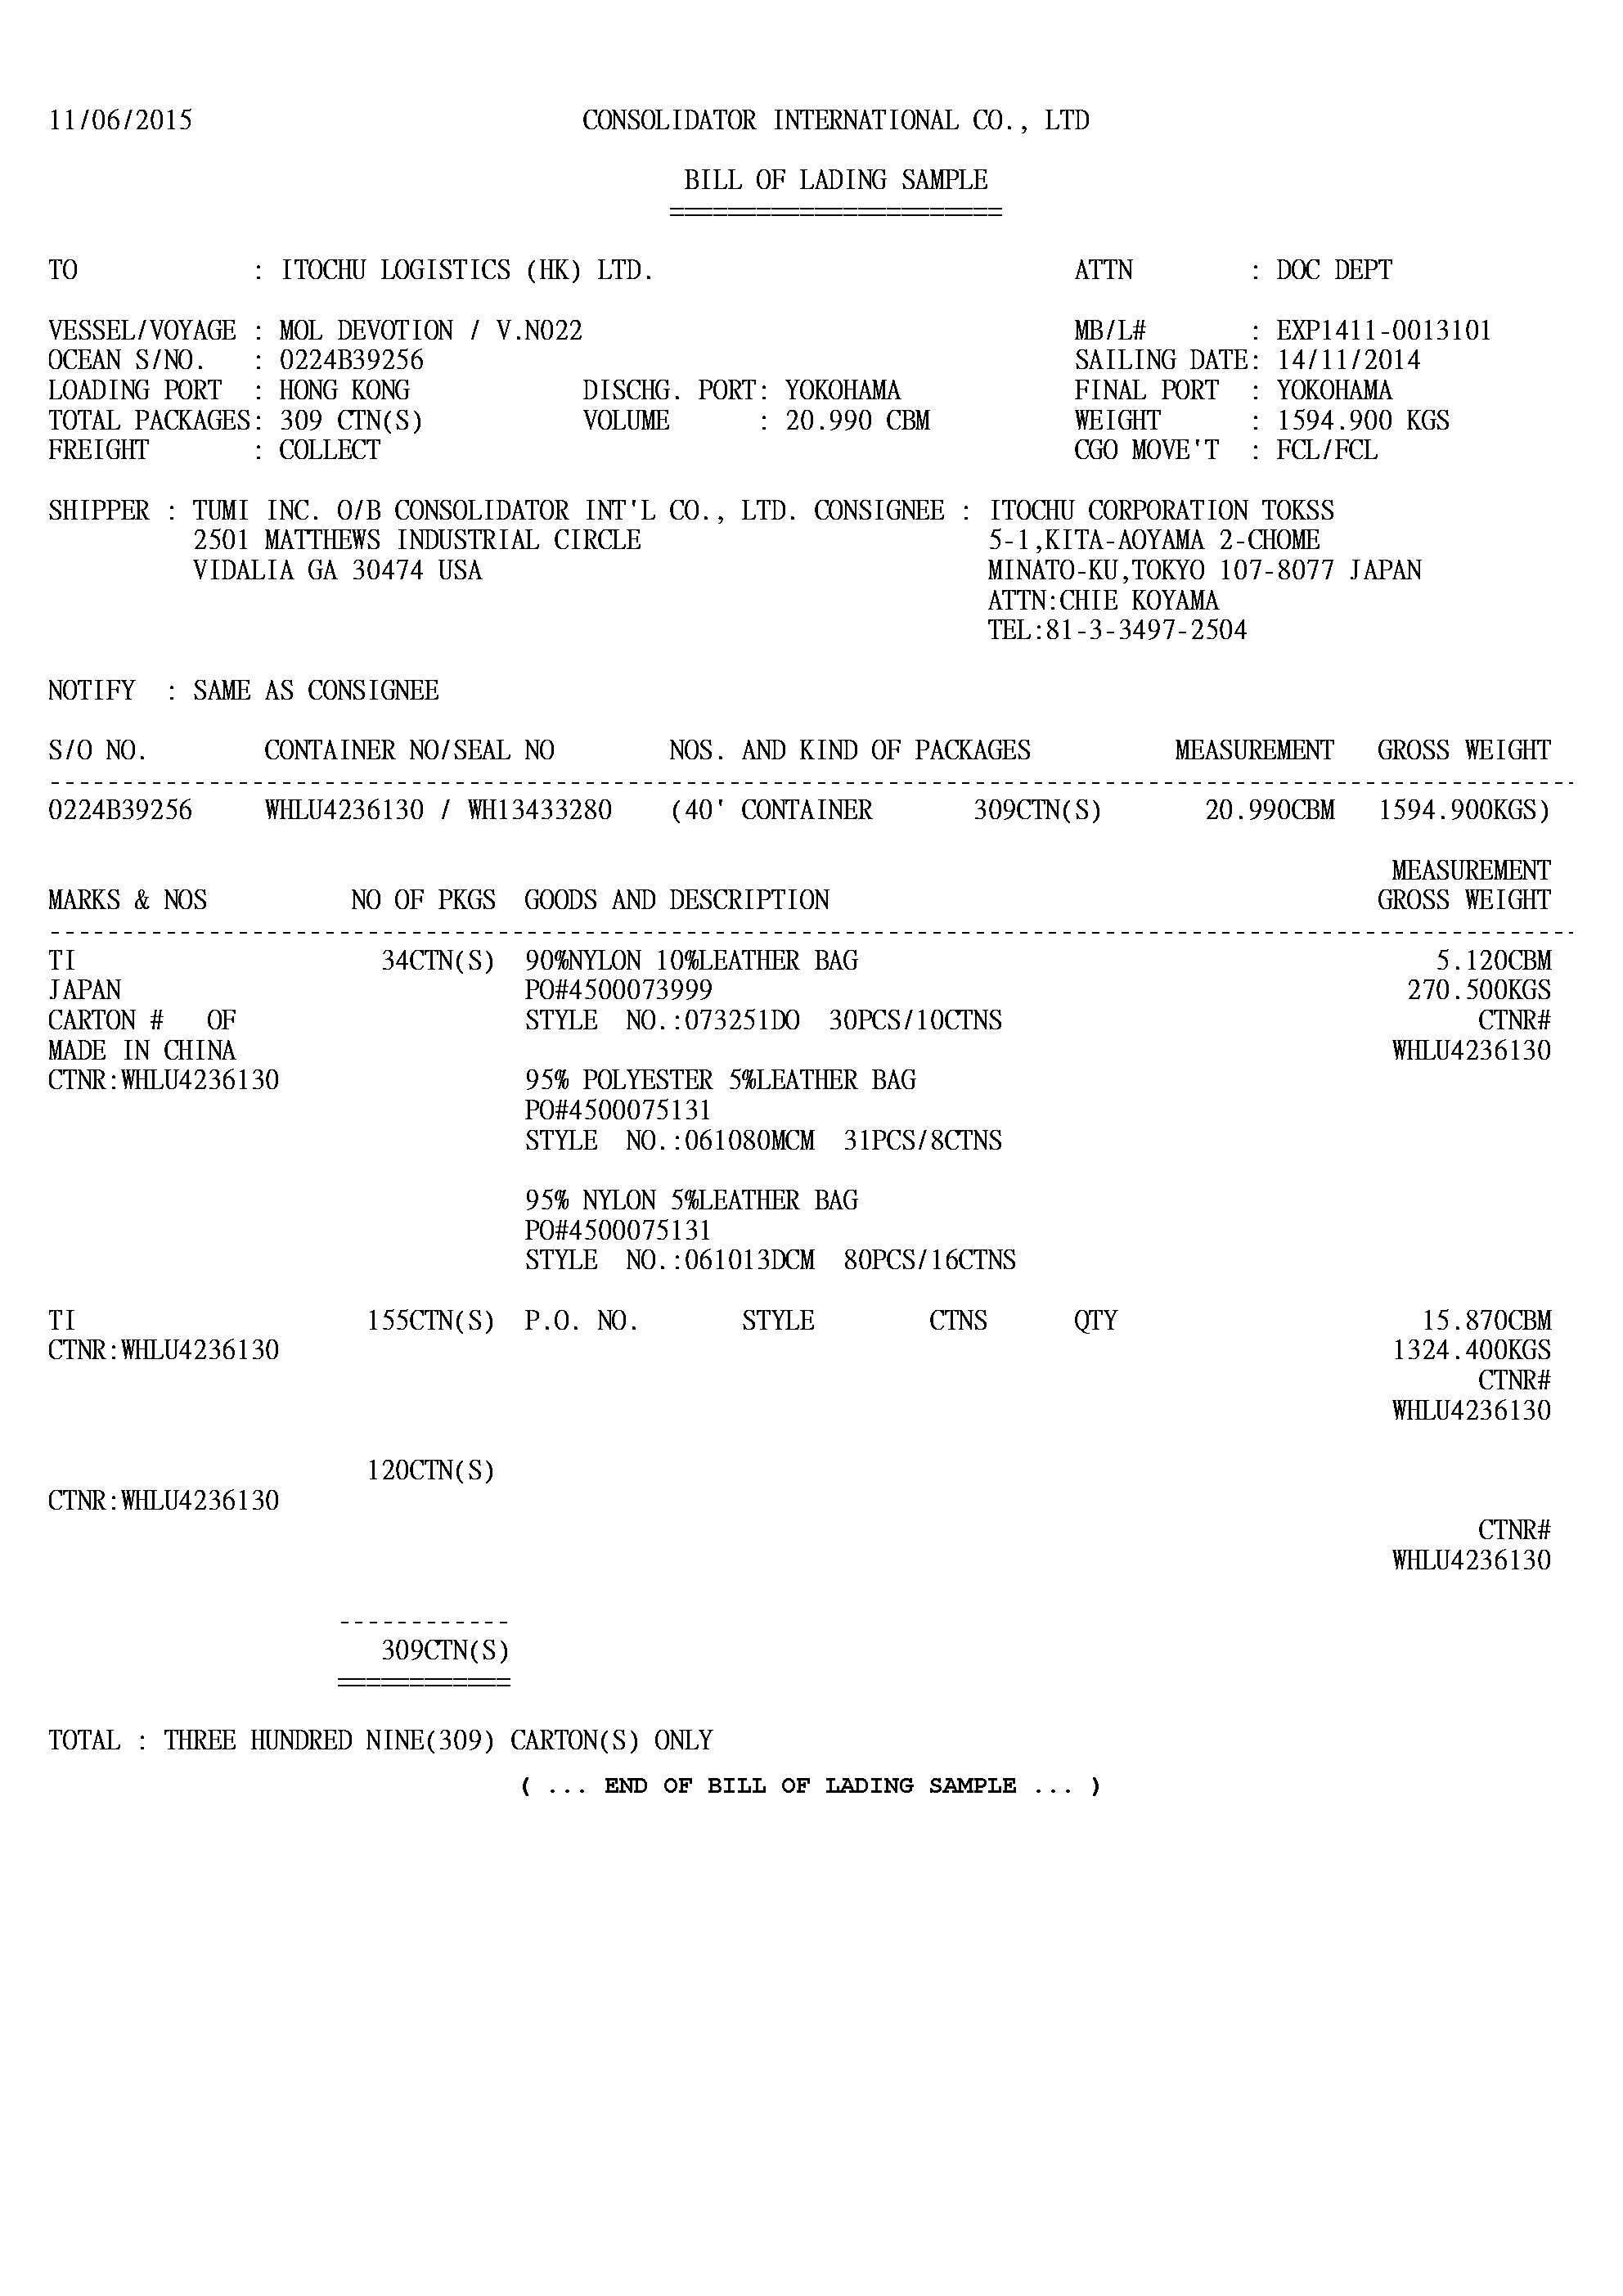 11/06/2015 CONSOLIDATOR INTERNATIONAL CO., LTD
BILL OF LADING SAMPLE
=======================
TO : ITOCHU LOGISTICS (HK) LTD. ATTN : DOC DEPT
VESSEL/VOYAGE : MOL DEVOTION / V.N022 MB/L# : EXP1411-0013101
OCEAN S/NO. : 0224B39256 SAILING DATE: 14/11/2014
LOADING PORT : HONG KONG DISCHG. PORT: YOKOHAMA FINAL PORT : YOKOHAMA
TOTAL PACKAGES: 309 CTN(S) VOLUME : 20.990 CBM WEIGHT : 1594.900 KGS
FREIGHT : COLLECT CGO MOVE'T : FCL/FCL
SHIPPER : TUMI INC. O/B CONSOLIDATOR INT'L CO., LTD. CONSIGNEE : ITOCHU CORPORATION TOKSS
2501 MATTHEWS INDUSTRIAL CIRCLE 5-1,KITA-AOYAMA 2-CHOME
VIDALIA GA 30474 USA MINATO-KU,TOKYO 107-8077 JAPAN
ATTN:CHIE KOYAMA
TEL:81-3-3497-2504
NOTIFY : SAME AS CONSIGNEE
S/O NO. CONTAINER NO/SEAL NO NOS. AND KIND OF PACKAGES MEASUREMENT GROSS WEIGHT
0224B39256 WHLU4236130 / WH13433280 (40' CONTAINER 309CTN(S) 20.990CBM 1594.900KGS)
MEASUREMENT
MARKS & NOS NO OF PKGS GOODS AND DESCRIPTION GROSS WEIGHT
TI 34CTN(S) 90%NYLON 10%LEATHER BAG 5.120CBM
JAPAN PO#4500073999 270.500KGS
CARTON # OF STYLE NO.:073251DO 30PCS/10CTNS CTNR#
MADE IN CHINA WHLU4236130
CTNR:WHLU4236130 95% POLYESTER 5%LEATHER BAG
PO#4500075131
STYLE NO.:061080MCM 31PCS/8CTNS
95% NYLON 5%LEATHER BAG
PO#4500075131
STYLE NO.:061013DCM 80PCS/16CTNS
TI 155CTN(S) P.O. NO. STYLE CTNS QTY 15.870CBM
CTNR:WHLU4236130 1324.400KGS
CTNR#
WHLU4236130
120CTN(S)
CTNR:WHLU4236130
CTNR#
WHLU4236130
------------
309CTN(S)
============
TOTAL : THREE HUNDRED NINE(309) CARTON(S) ONLY
( ... END OF BILL OF LADING SAMPLE ... )